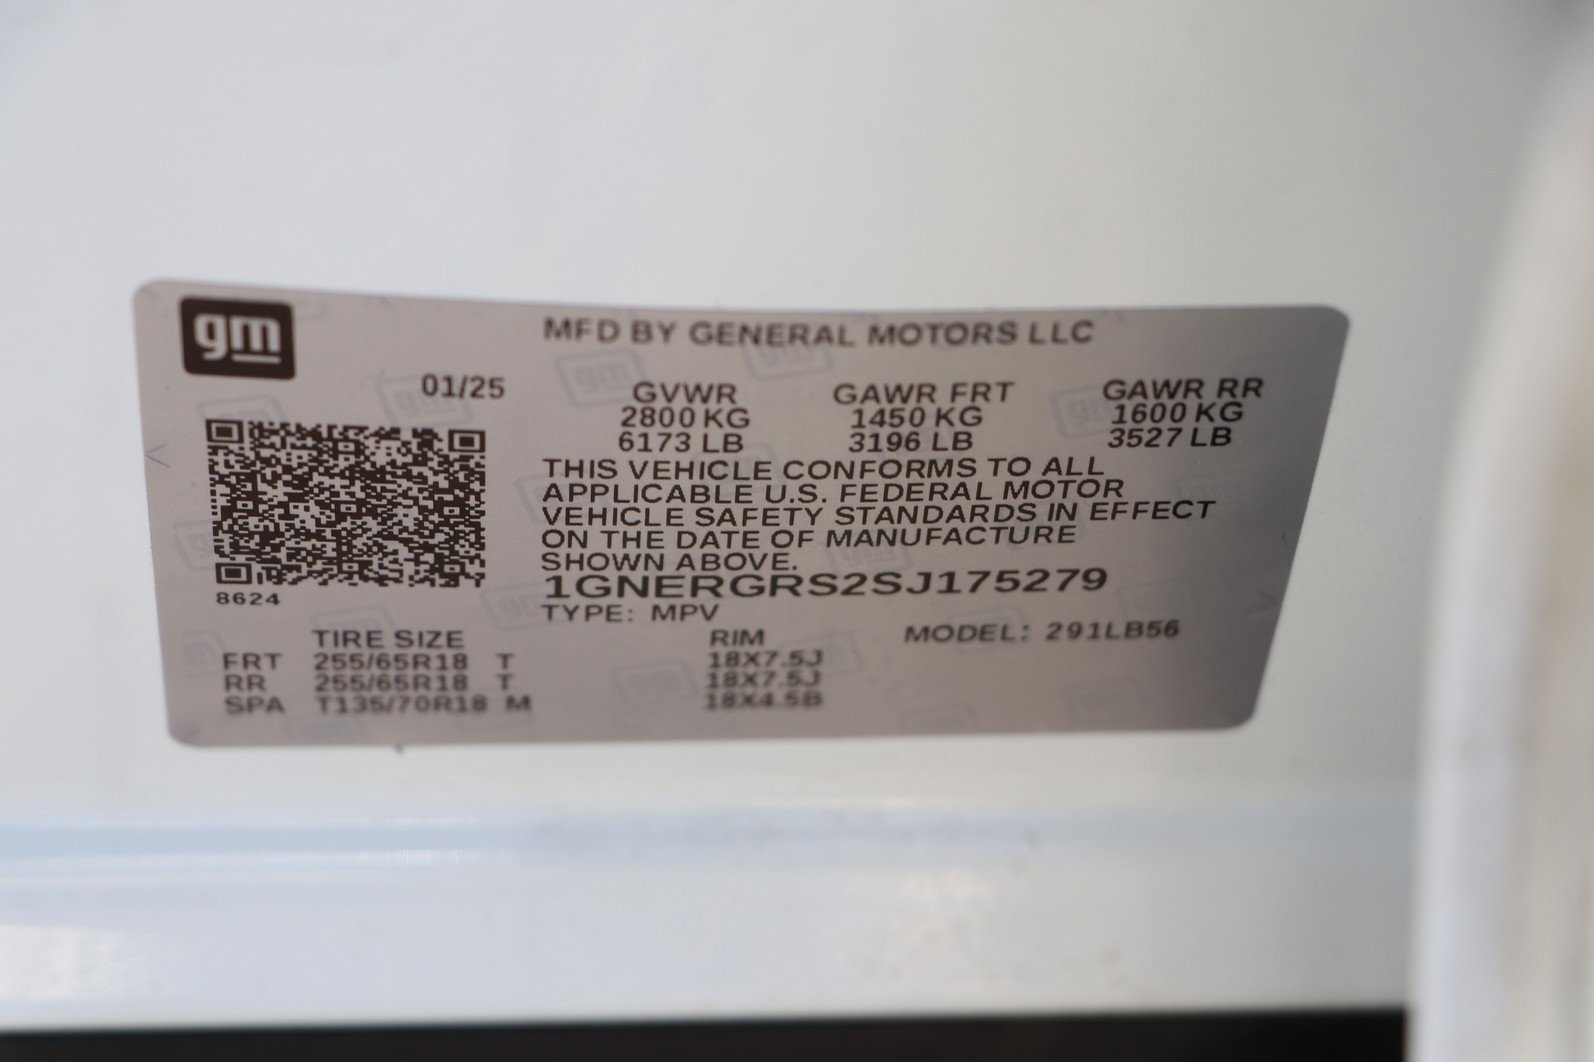 gm
MFD BY GENERAL MOTORS LLC
01/25
GVWR GAWR FRT GAWR RR
2800 KG 1450 KG 1600 KG
6173 LB 3196 LB 3527 LB
THIS VEHICLE CONFORMS TO ALL
APPLICABLE U.S. FEDERAL MOTOR
VEHICLE SAFETY STANDARDS IN EFFECT
ON THE DATE OF MANUFACTURE
SHOWN ABOVE.
1GNERGRS2SJ175279
8624
TYPE: MPV MODEL: 291LB56
TIRE SIZE RIM
FRT 255/65R18 T 18X7.5J
RR 255/65R18 T 18X7.5J
SPA T135/70R18 M 18X4.5B